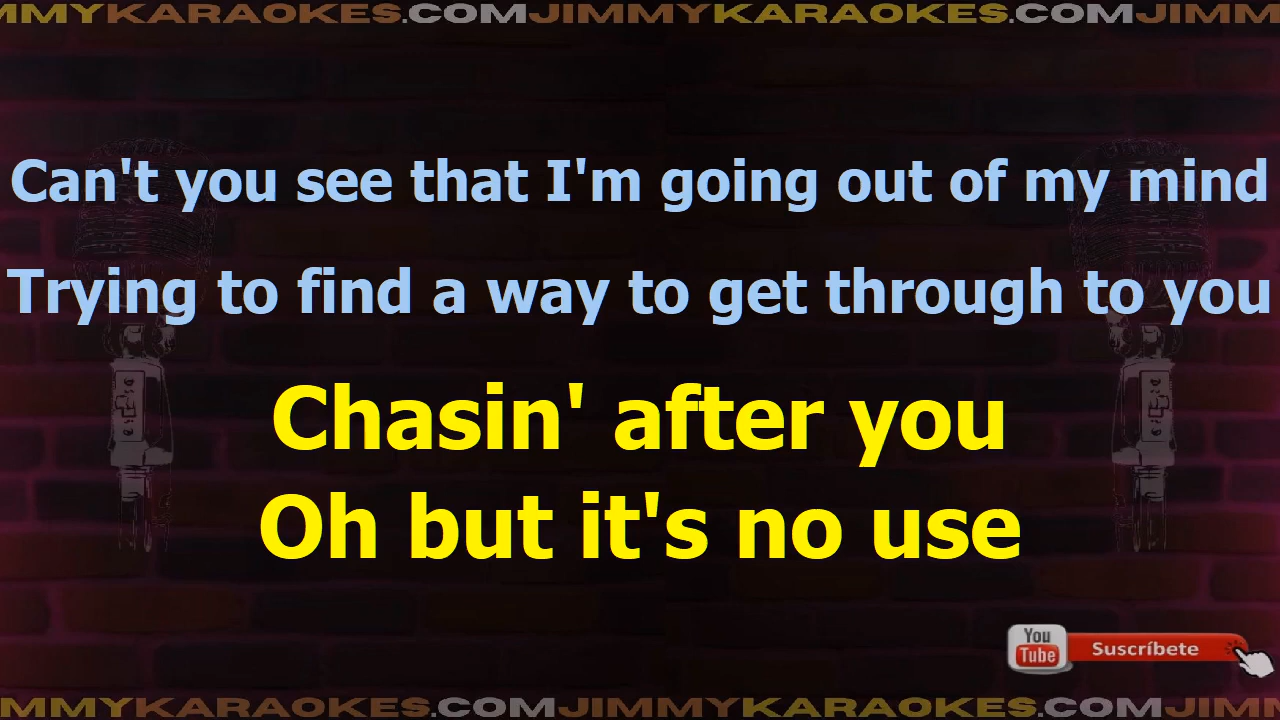 MMYKARAOKES.COMJIMMYKARAOKES.COMJIMM
Can't you see that I'm going out of my mind
Trying to find a way to get through to you
Chasin' after you
Oh but it's no use
You
Tube
Suscríbete
MMYKARAOKES.COMJIMMYKARAOKES.COMJIMM